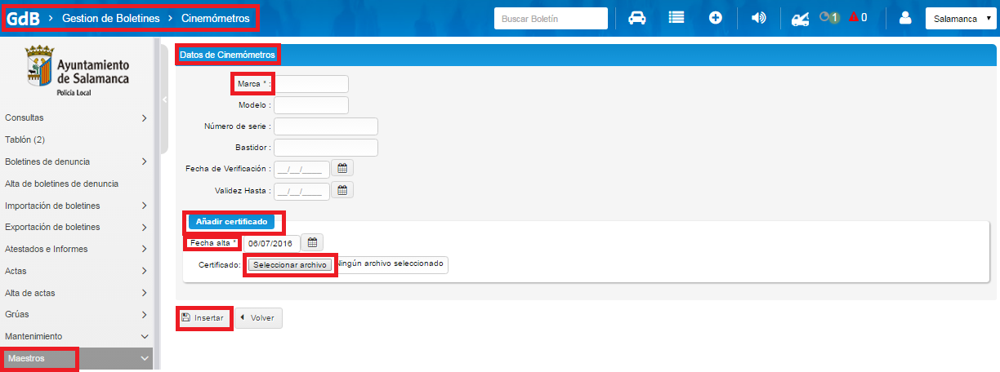 GdB > Gestion de Boletines > Cinemómetros
Buscar Boletín
1
0
Salamanca
Ayuntamiento
de Salamanca
Policía Local
Consultas
Tablón (2)
Boletines de denuncia
Alta de boletines de denuncia
Importación de boletines
Exportación de boletines
Atestados e Informes
Actas
Alta de actas
Grúas
Mantenimiento
Maestros
Datos de Cinemómetros
Marca * :
Modelo :
Número de serie :
Bastidor :
Fecha de Verificación : __/__/____
Validez Hasta : __/__/____
Añadir certificado
Fecha alta * 06/07/2016
Certificado: Seleccionar archivo Ningún archivo seleccionado
Insertar Volver